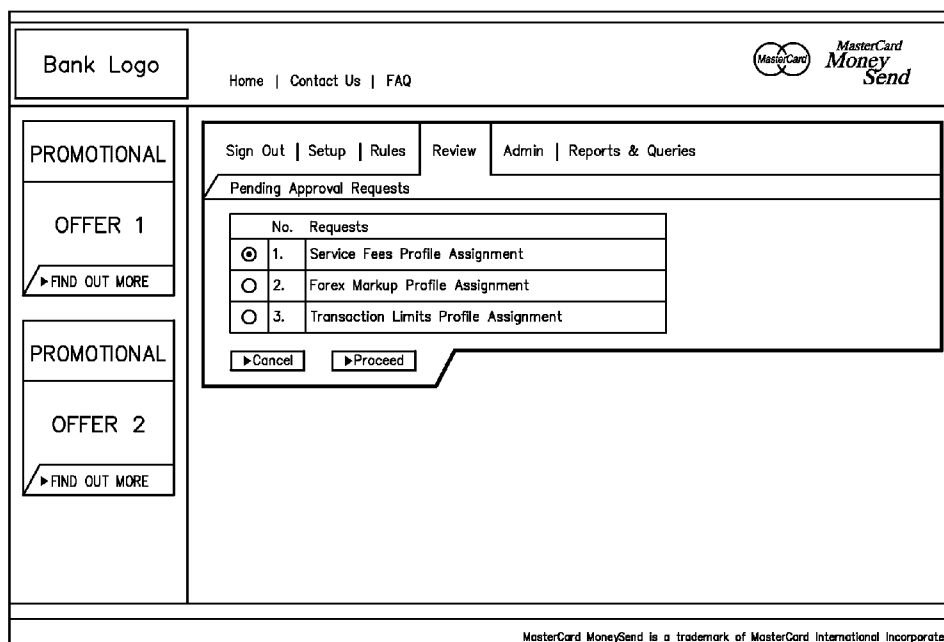 Bank Logo
Home | Contact Us | FAQ
MasterCard
MasterCard
Money
Send
PROMOTIONAL
OFFER 1
▶FIND OUT MORE
PROMOTIONAL
OFFER 2
▶FIND OUT MORE
Sign Out | Setup | Rules | Review | Admin | Reports & Queries
Pending Approval Requests
No. Requests
1. Service Fees Profile Assignment
2. Forex Markup Profile Assignment
3. Transaction Limits Profile Assignment
▶Cancel ▶Proceed
MasterCard MoneySend is a trademark of MasterCard International Incorporate